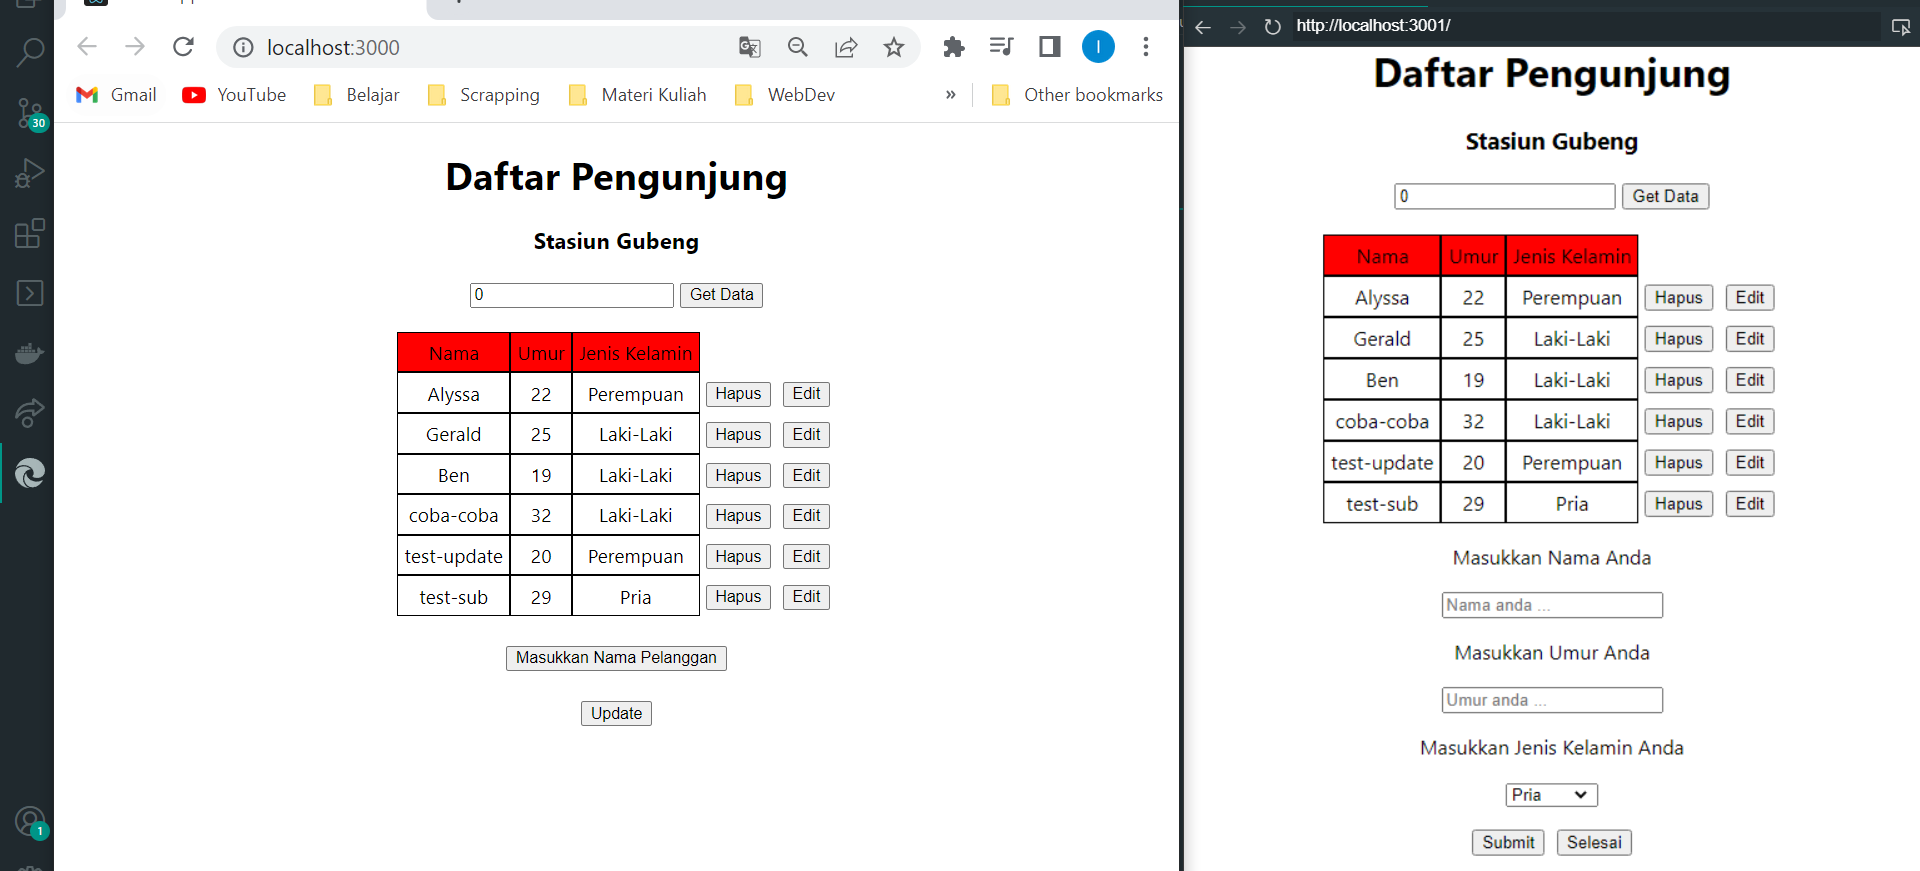 localhost:3000
Gmail YouTube Belajar Scrapping Materi Kuliah WebDev » Other bookmarks
I
30
1
Daftar Pengunjung
Stasiun Gubeng
0 Get Data
Nama Umur Jenis Kelamin
Alyssa 22 Perempuan Hapus Edit
Gerald 25 Laki-Laki Hapus Edit
Ben 19 Laki-Laki Hapus Edit
coba-coba 32 Laki-Laki Hapus Edit
test-update 20 Perempuan Hapus Edit
test-sub 29 Pria Hapus Edit
Masukkan Nama Pelanggan
Update
http://localhost:3001/
Daftar Pengunjung
Stasiun Gubeng
0 Get Data
Nama Umur Jenis Kelamin
Alyssa 22 Perempuan Hapus Edit
Gerald 25 Laki-Laki Hapus Edit
Ben 19 Laki-Laki Hapus Edit
coba-coba 32 Laki-Laki Hapus Edit
test-update 20 Perempuan Hapus Edit
test-sub 29 Pria Hapus Edit
Masukkan Nama Anda
Nama anda ...
Masukkan Umur Anda
Umur anda ...
Masukkan Jenis Kelamin Anda
Pria
Submit Selesai